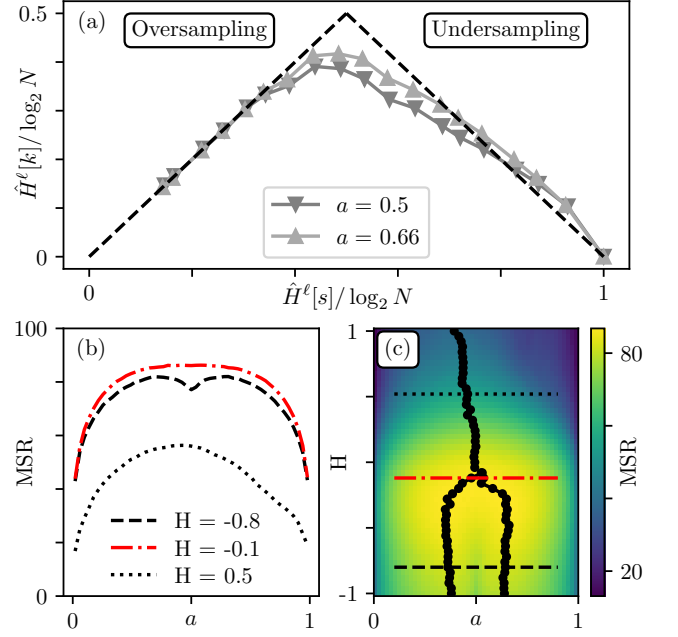 (a)
Oversampling
Undersampling
0.5
0
Ĥ^ℓ[k]/log₂ N
a = 0.5
a = 0.66
0
1
Ĥ^ℓ[s]/log₂ N
(b)
100
0
MSR
H = -0.8
H = -0.1
H = 0.5
0
a
1
(c)
1
-1
H
0
a
1
80
20
MSR